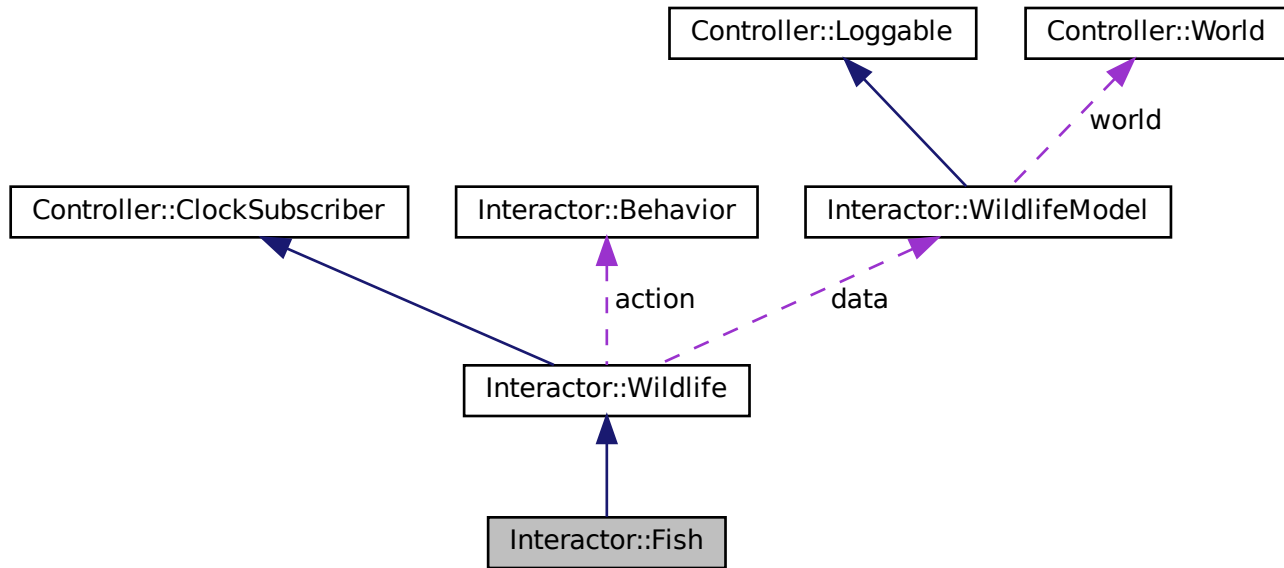 Controller::Loggable
Controller::World
world
Controller::ClockSubscriber
Interactor::Behavior
Interactor::WildlifeModel
action
data
Interactor::Wildlife
Interactor::Fish